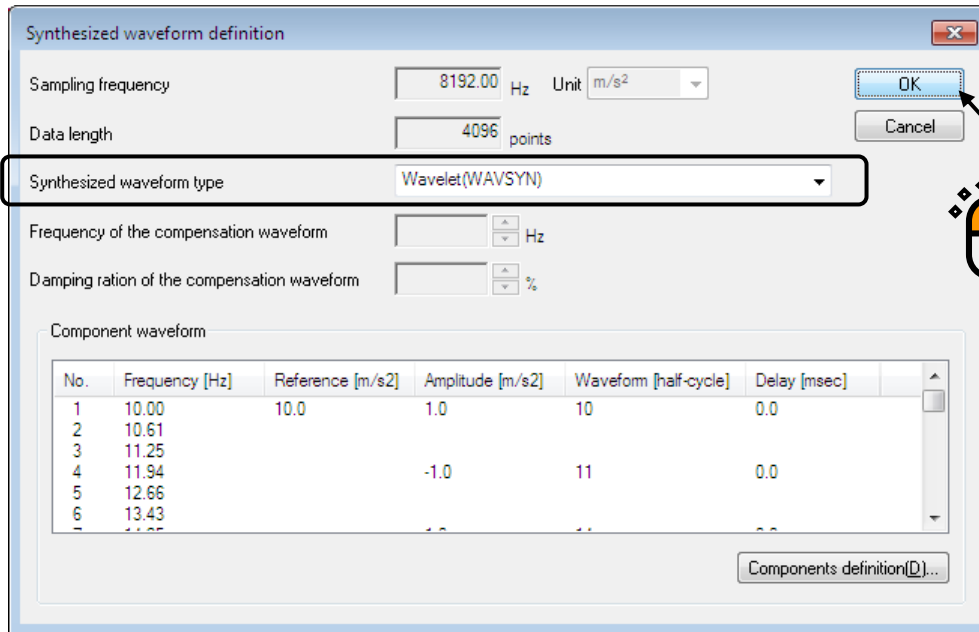 Synthesized waveform definition
Sampling frequency 8192.00 Hz Unit m/s2 OK
Data length 4096 points Cancel
Synthesized waveform type Wavelet(WAVSYN)
Frequency of the compensation waveform Hz
Damping ration of the compensation waveform %
Component waveform
No. Frequency [Hz] Reference [m/s2] Amplitude [m/s2] Waveform [half-cycle] Delay [msec]
1 10.00 10.0 1.0 10 0.0
2 10.61
3 11.25
4 11.94 -1.0 11 0.0
5 12.66
6 13.43
Components definition(D)...